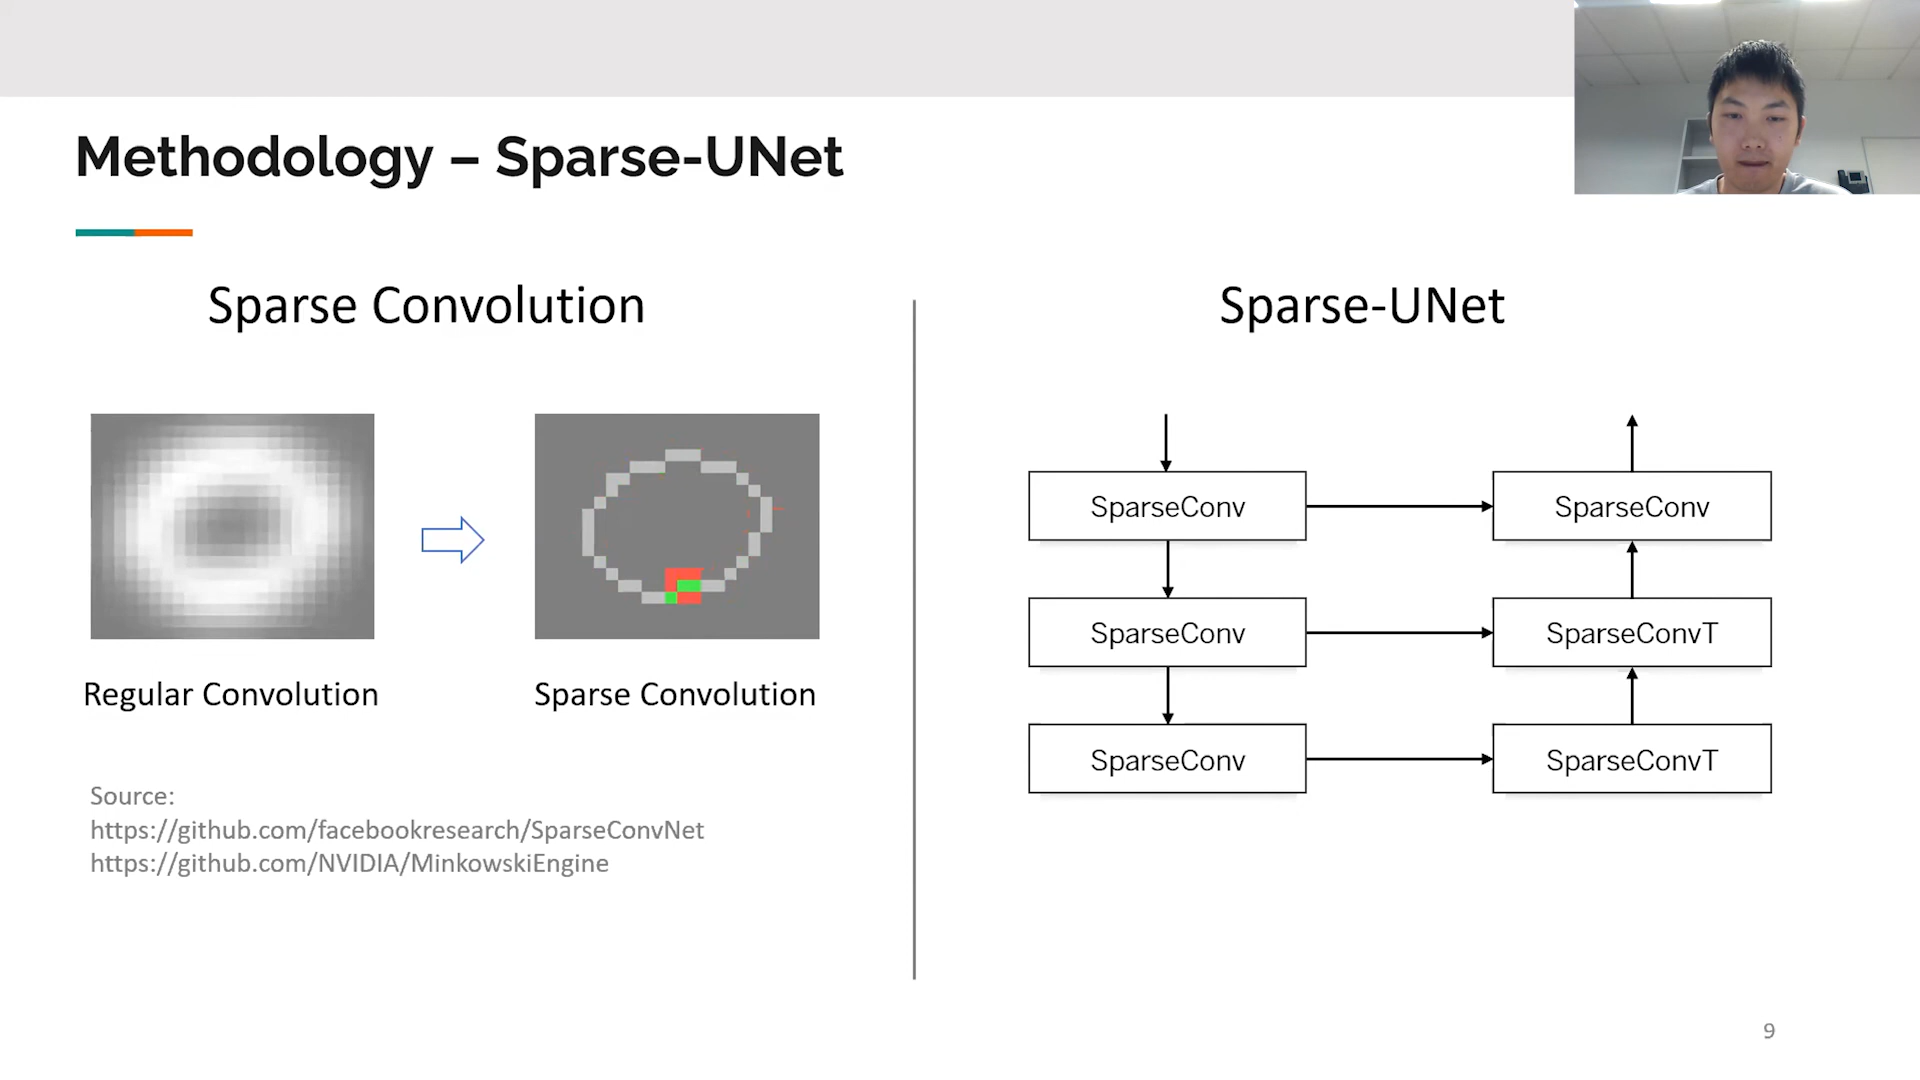 Methodology – Sparse-UNet
Sparse Convolution
Regular Convolution
Sparse Convolution
Source:
https://github.com/facebookresearch/SparseConvNet
https://github.com/NVIDIA/MinkowskiEngine
Sparse-UNet
SparseConv
SparseConv
SparseConv
SparseConvT
SparseConv
SparseConvT
9